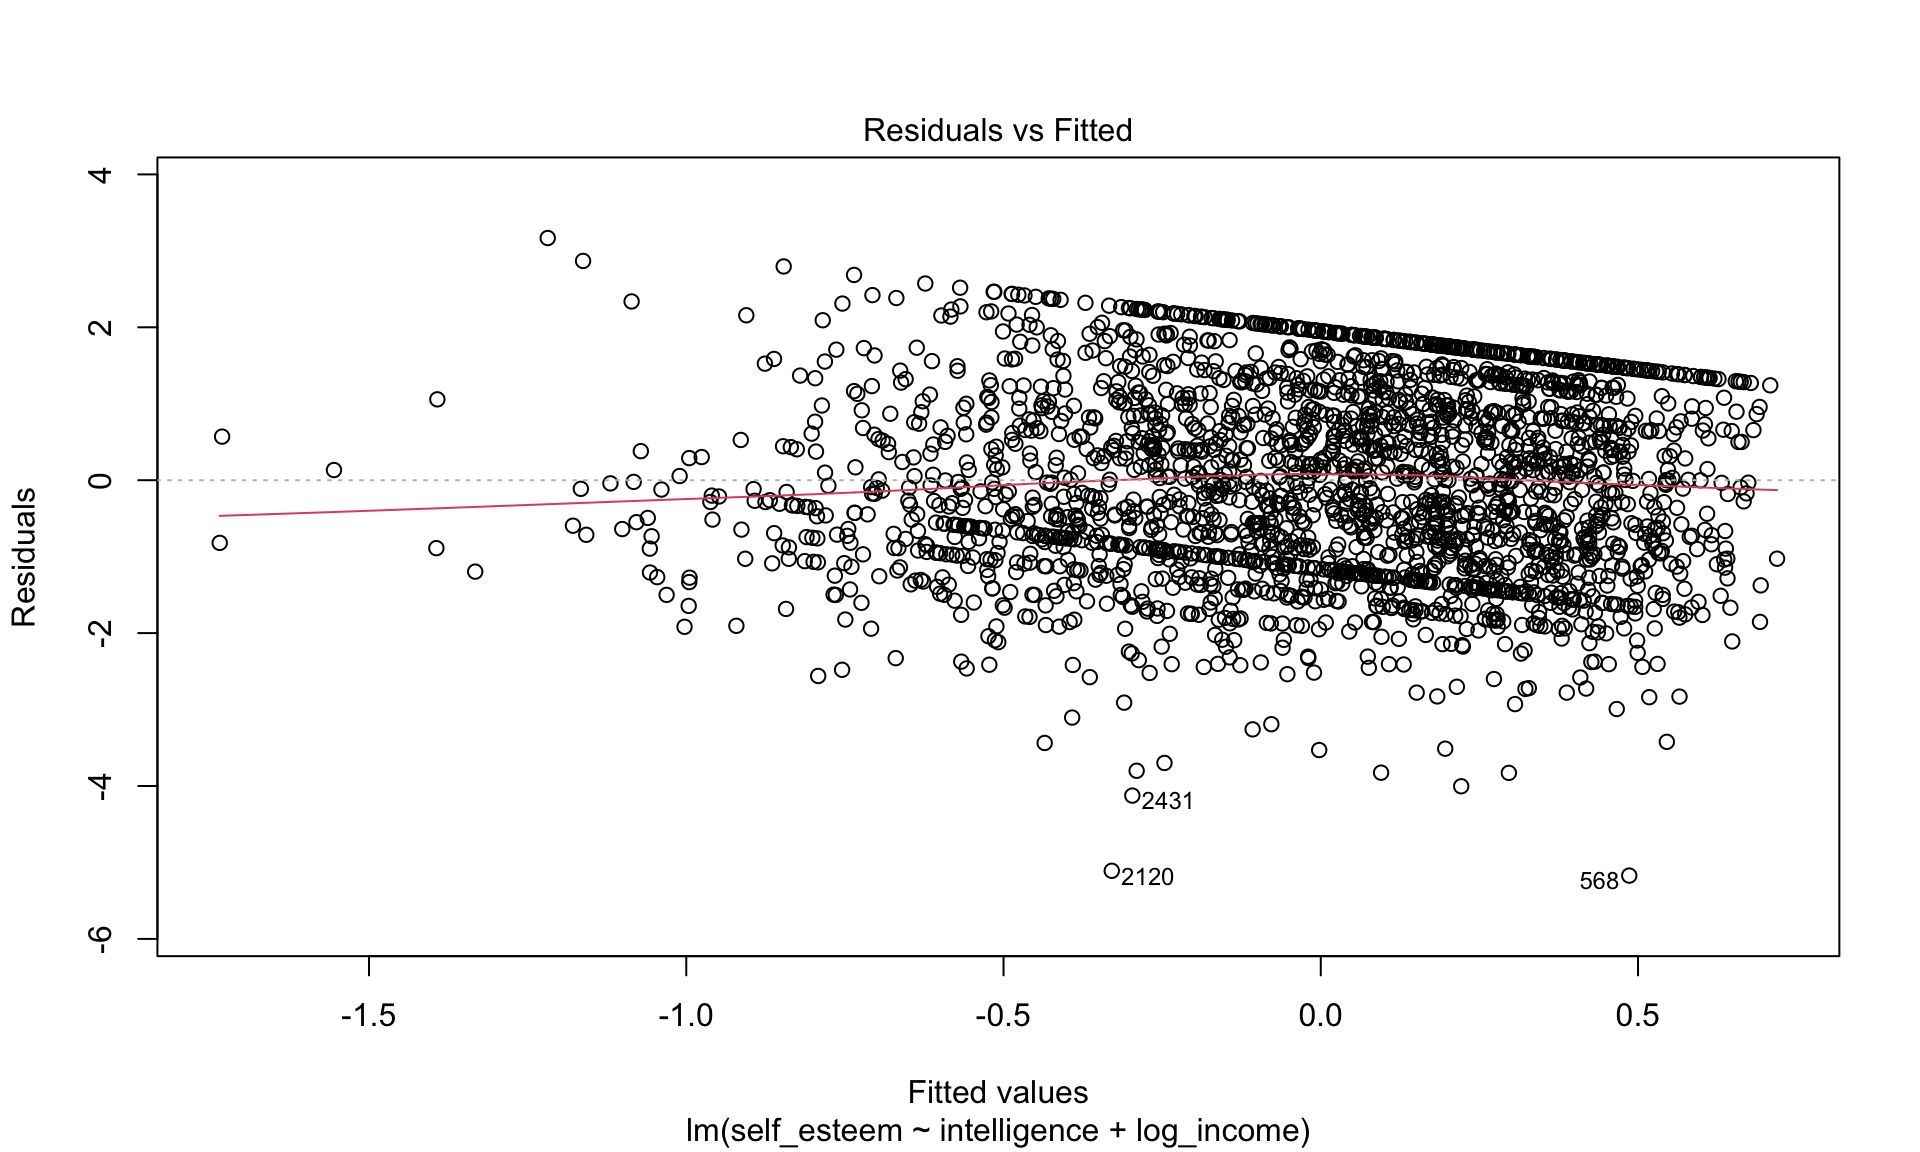 Residuals vs Fitted
4
2
0
-2
-4
-6
Residuals
2431
2120
568
-1.5 -1.0 -0.5 0.0 0.5
Fitted values
lm(self_esteem ~ intelligence + log_income)